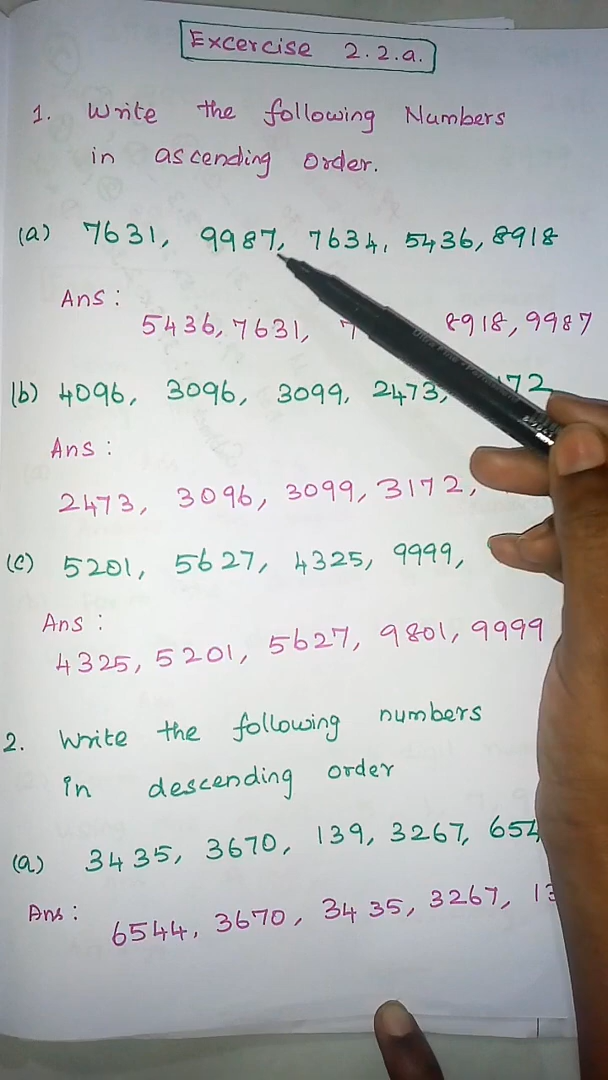 Excercise 2.2.a.
1. Write the following Numbers
in ascending order.
(a) 7631, 9987, 7634, 5436, 8918
Ans :
5436, 7631, 8918, 9987
(b) 4096, 3096, 3099, 2473,
Ans :
2473, 3096, 3099, 3172,
(c) 5201, 5627, 4325, 9999,
Ans :
4325, 5201, 5627, 9801, 9999
2. Write the following numbers
in descending order
(a) 3435, 3670, 139, 3267,
Ans :
6544, 3670, 3435, 3267,